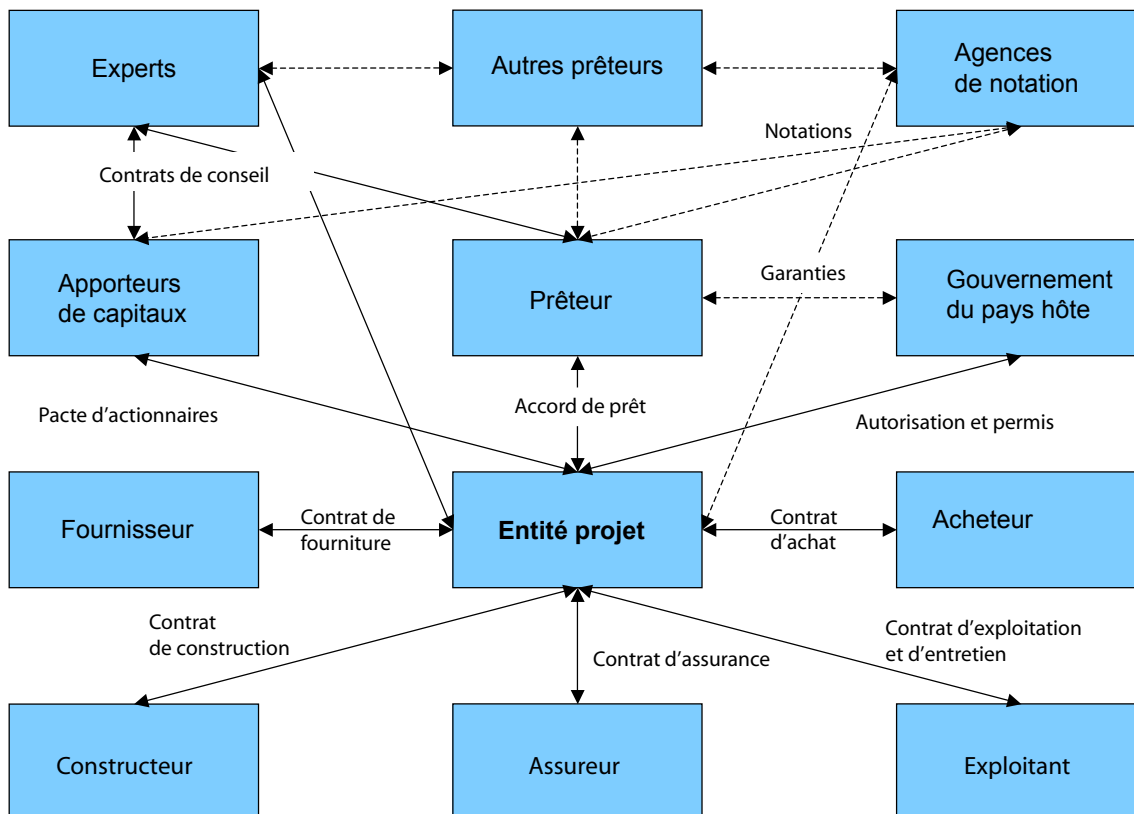 Experts
Autres prêteurs
Agences
de notation
Notations
Contrats de conseil
Apporteurs
de capitaux
Prêteur
Garanties
Gouvernement
du pays hôte
Pacte d'actionnaires
Accord de prêt
Autorisation et permis
Fournisseur
Contrat de
fourniture
Entité projet
Contrat
d'achat
Acheteur
Contrat
de construction
Contrat d'assurance
Contrat d'exploitation
et d'entretien
Constructeur
Assureur
Exploitant